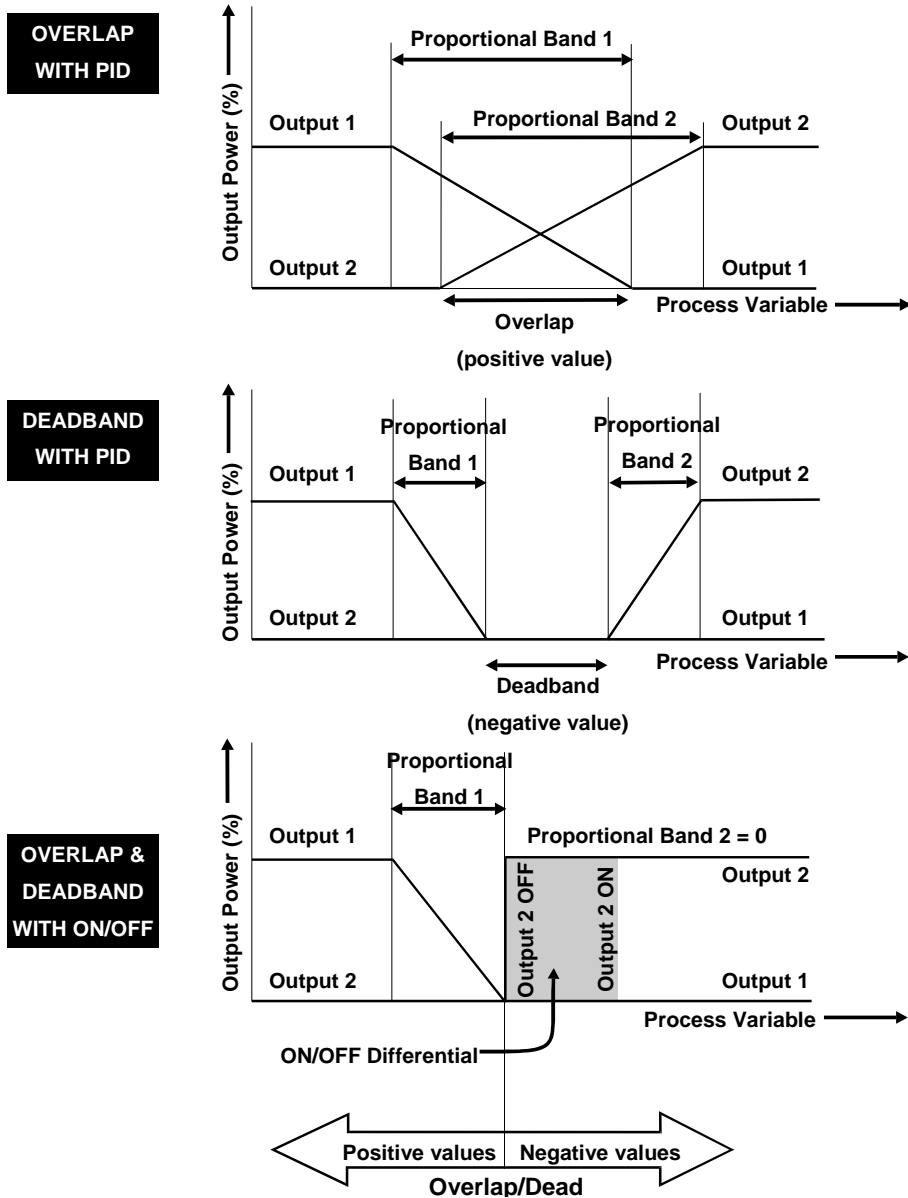 OVERLAP
WITH PID
Output Power (%)
Proportional Band 1
Output 1
Proportional Band 2
Output 2
Output 2
Output 1
Process Variable
Overlap
(positive value)
DEADBAND
WITH PID
Output Power (%)
Proportional
Band 1
Proportional
Band 2
Output 1
Output 2
Output 2
Output 1
Process Variable
Deadband
(negative value)
OVERLAP &
DEADBAND
WITH ON/OFF
Output Power (%)
Proportional
Band 1
Output 1
Proportional Band 2 = 0
Output 2
Output 2 OFF
Output 2 ON
Output 2
Output 1
Process Variable
ON/OFF Differential
Positive values
Negative values
Overlap/Dead